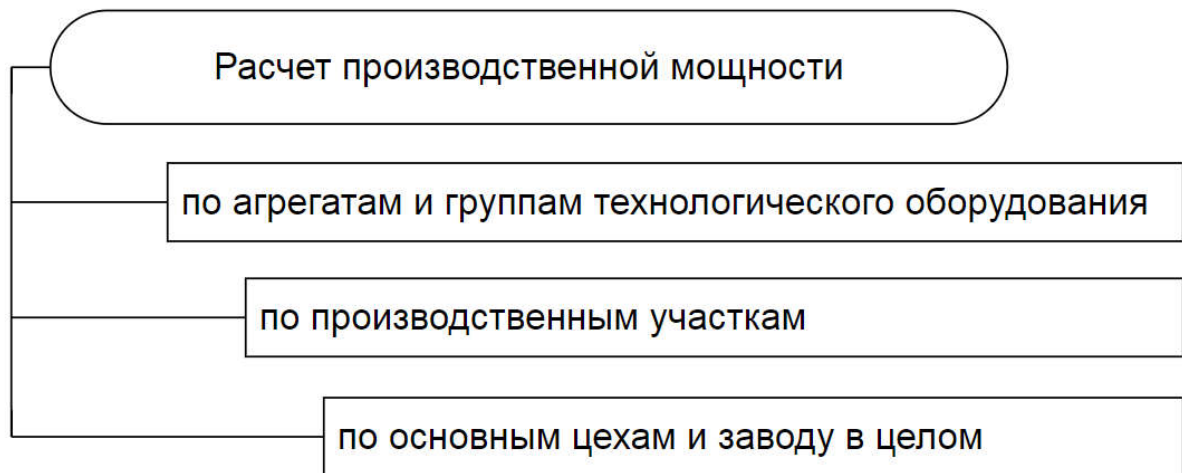 Расчет производственной мощности
по агрегатам и группам технологического оборудования
по производственным участкам
по основным цехам и заводу в целом